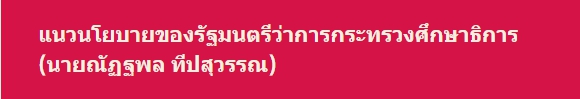 แนวนโยบายของรัฐมนตรีว่าการกระทรวงศึกษาธิการ
(นายณัฏฐพล ทีปสุวรรณ)